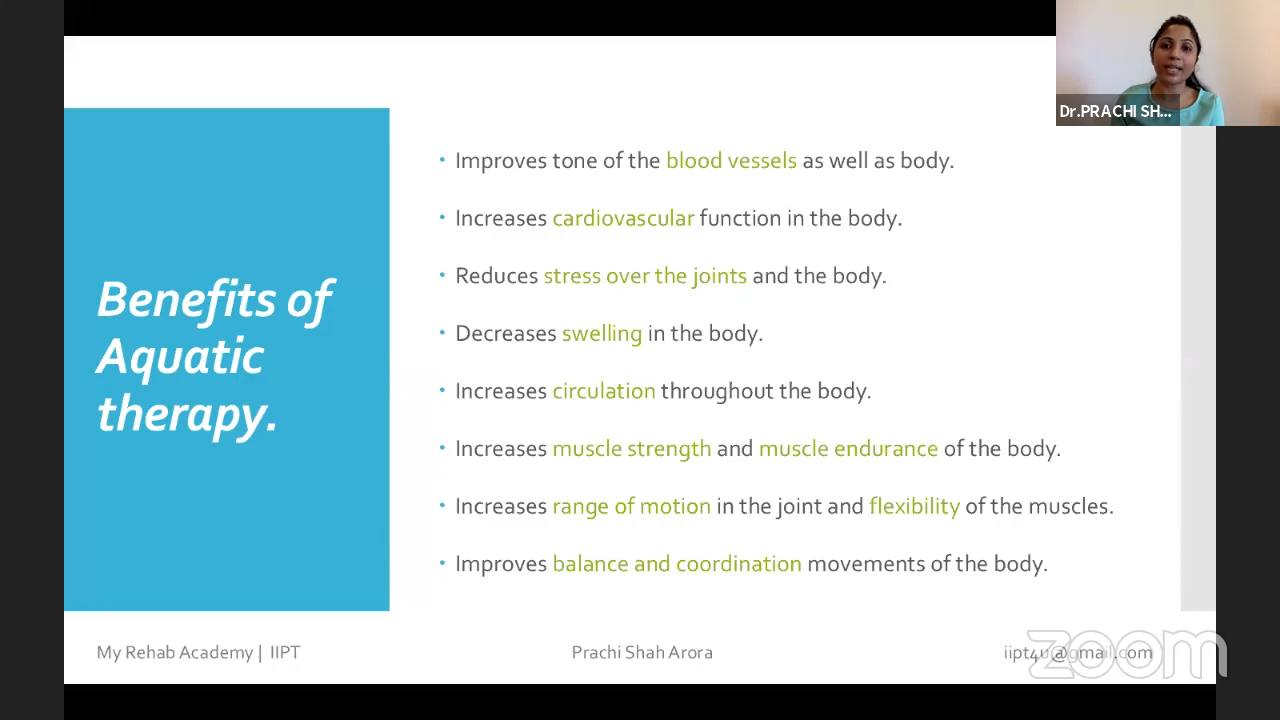 Dr.PRACHI SH...
Benefits of
Aquatic
therapy.
• Improves tone of the blood vessels as well as body.
• Increases cardiovascular function in the body.
• Reduces stress over the joints and the body.
• Decreases swelling in the body.
• Increases circulation throughout the body.
• Increases muscle strength and muscle endurance of the body.
• Increases range of motion in the joint and flexibility of the muscles.
• Improves balance and coordination movements of the body.
My Rehab Academy | IIPT
Prachi Shah Arora
iipt4u@gmail.com
zoom